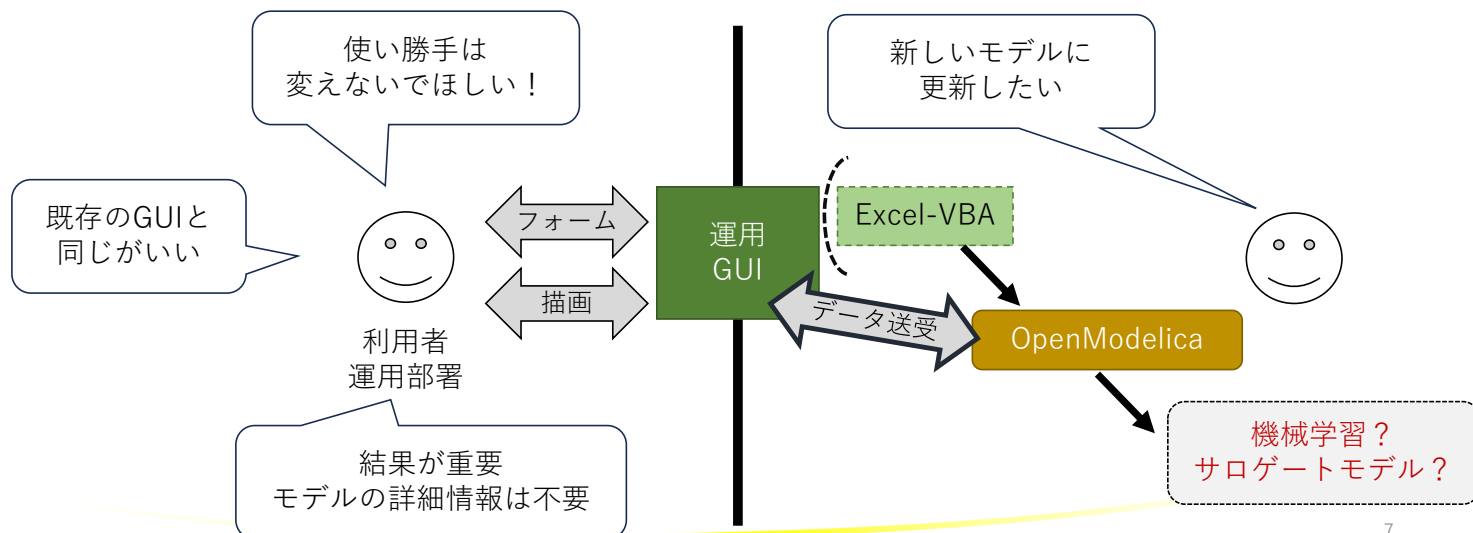 使い勝手は
変えないでほしい！
新しいモデルに
更新したい
既存のGUIと
同じがいい
フォーム
描画
運用
GUI
Excel-VBA
データ送受
OpenModelica
利用者
運用部署
結果が重要
モデルの詳細情報は不要
機械学習？
サロゲートモデル？
7